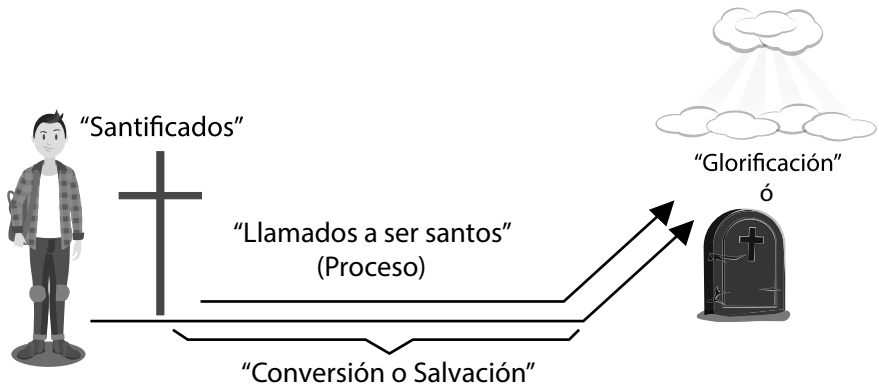 “Santificados”
“Glorificación”
ó
“Llamados a ser santos”
(Proceso)
“Conversión o Salvación”